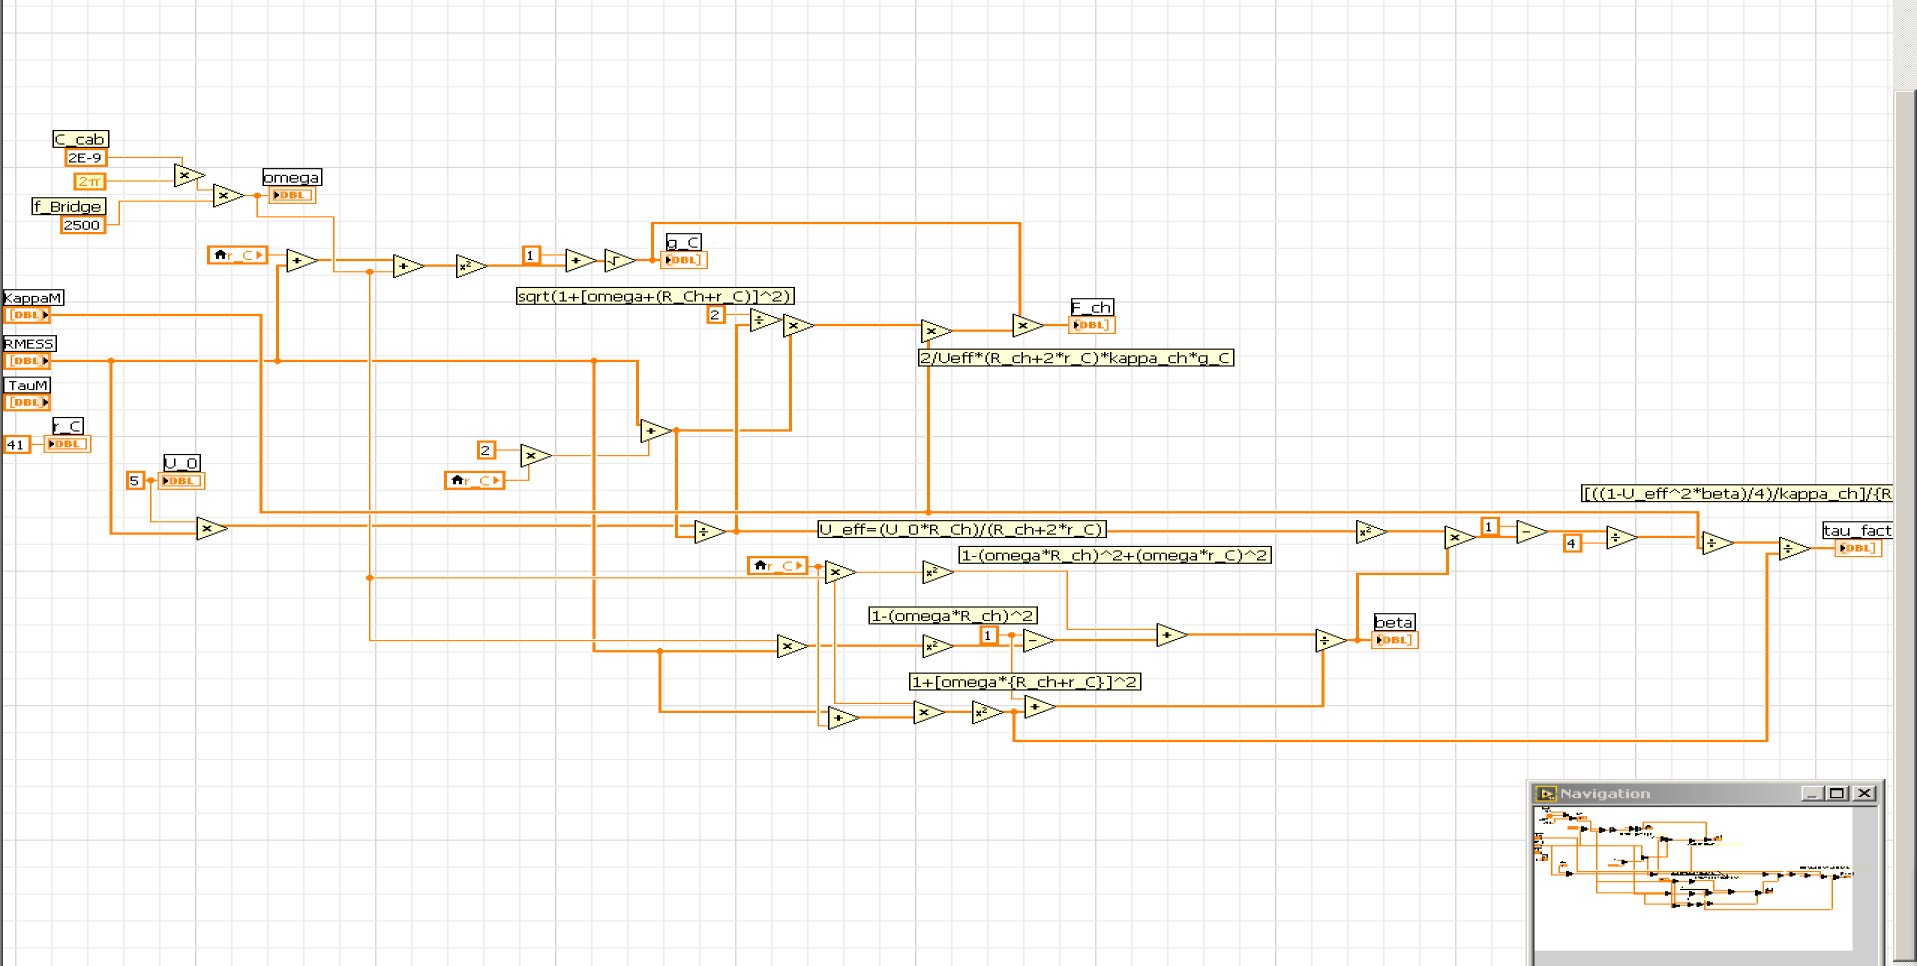 C_cab
2E-9
2π
omega
DBL
f_Bridge
2500
r_C
1
g_C
DBL
sqrt(1+[omega+(R_Ch+r_C)]^2)
KappaM
DBL
2
F_ch
DBL
RMESS
DBL
2/Ueff*(R_ch+2*r_C)*kappa_ch*g_C
TauM
DBL
r_C
41
DBL
2
r_C
U_0
5
DBL
[((1-U_eff^2*beta)/4)/kappa_ch]/{R
U_eff=(U_0*R_Ch)/(R_ch+2*r_C)
1
4
tau_fact
DBL
1-(omega*R_ch)^2+(omega*r_C)^2
r_C
1-(omega*R_ch)^2
1
beta
DBL
1+[omega*{R_ch+r_C}]^2
Navigation